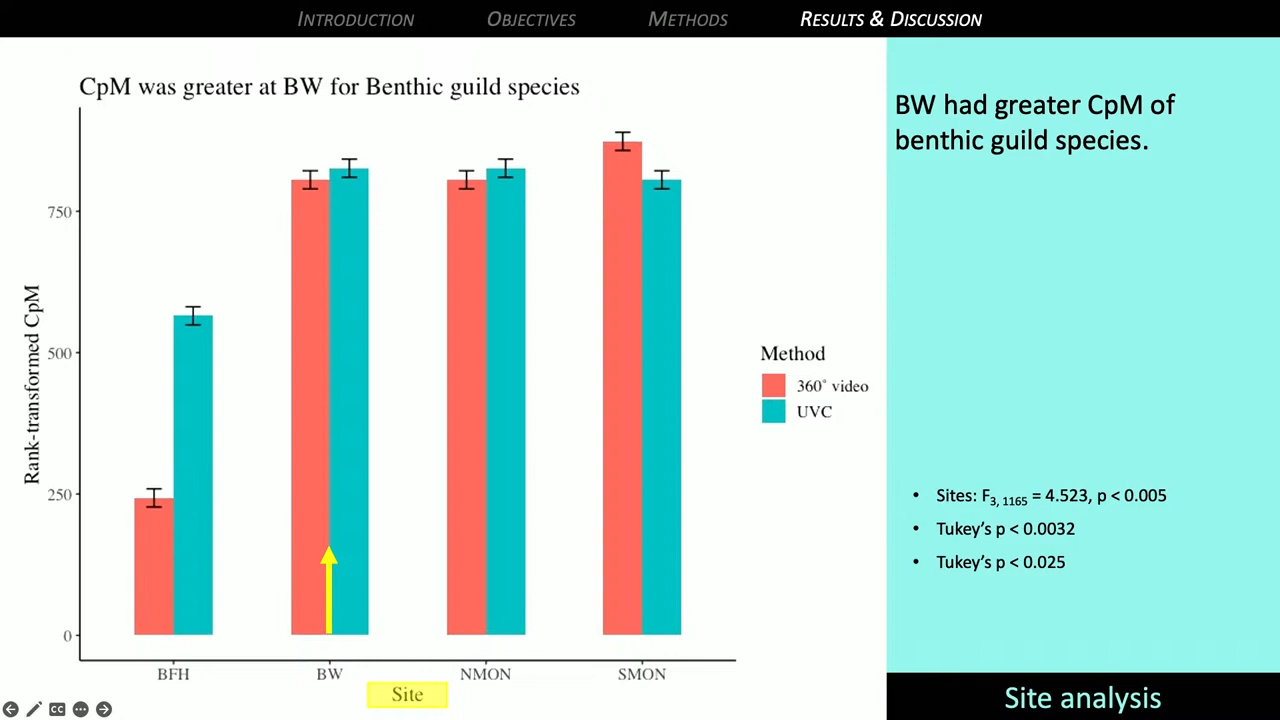 INTRODUCTION OBJECTIVES METHODS RESULTS & DISCUSSION
CpM was greater at BW for Benthic guild species
Rank-transformed CpM
750
500
250
0
BFH BW NMON SMON
Site
Method
360° video
UVC
BW had greater CpM of
benthic guild species.
• Sites: F3, 1165 = 4.523, p < 0.005
• Tukey's p < 0.0032
• Tukey's p < 0.025
Site analysis
CC